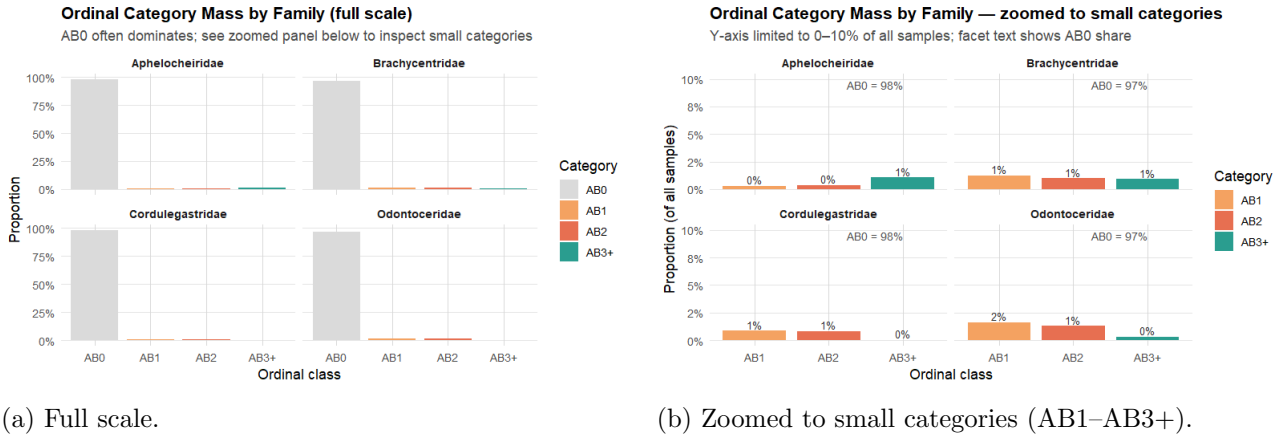 Ordinal Category Mass by Family (full scale)
AB0 often dominates; see zoomed panel below to inspect small categories
Aphelocheiridae
Brachycentridae
100%
75%
50%
25%
0%
Cordulegastridae
Odontoceridae
100%
75%
50%
25%
0%
Proportion
AB0 AB1 AB2 AB3+
AB0 AB1 AB2 AB3+
Ordinal class
Category
AB0
AB1
AB2
AB3+
(a) Full scale.
Ordinal Category Mass by Family — zoomed to small categories
Y-axis limited to 0–10% of all samples; facet text shows AB0 share
Aphelocheiridae
Brachycentridae
10%
8%
5%
2%
0%
AB0 = 98%
0% 0% 1%
AB0 = 97%
1% 1% 1%
Cordulegastridae
Odontoceridae
10%
8%
5%
2%
0%
AB0 = 98%
1% 1% 0%
AB0 = 97%
2% 1% 0%
Proportion (of all samples)
AB1 AB2 AB3+
AB1 AB2 AB3+
Ordinal class
Category
AB1
AB2
AB3+
(b) Zoomed to small categories (AB1–AB3+).